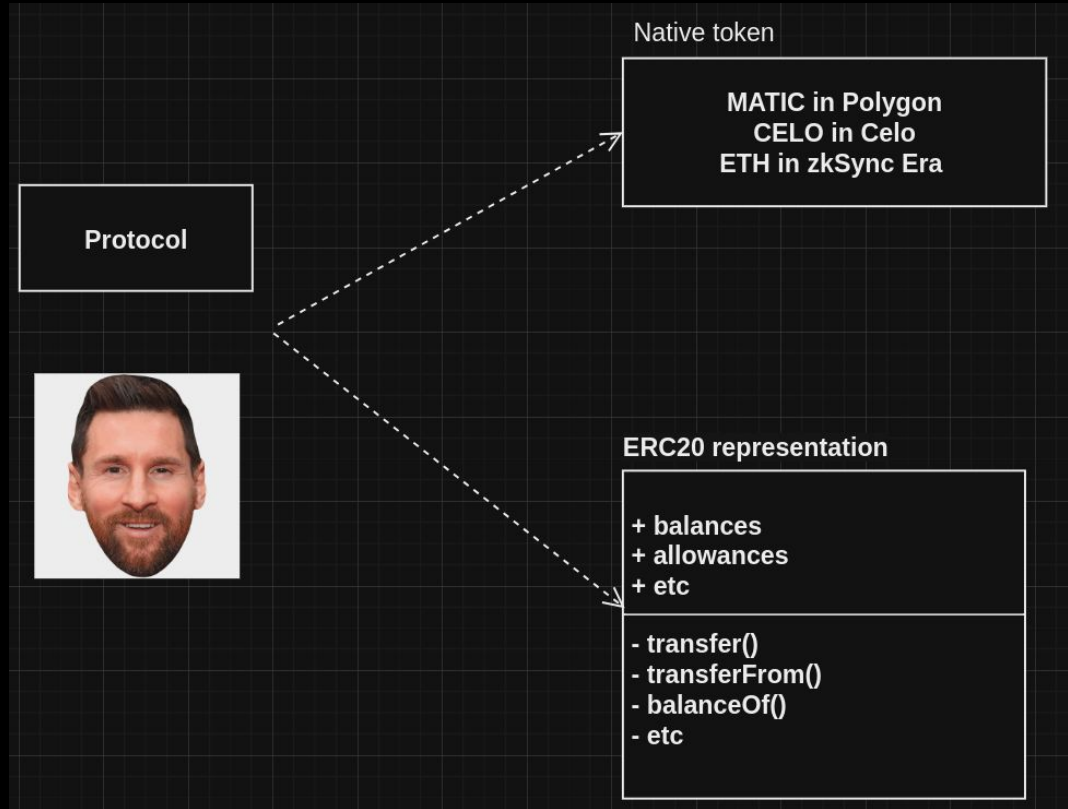 Native token
MATIC in Polygon
CELO in Celo
ETH in zkSync Era
Protocol
ERC20 representation
+ balances
+ allowances
+ etc
- transfer()
- transferFrom()
- balanceOf()
- etc